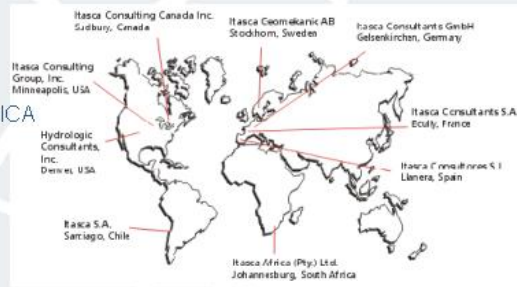 Itasca Consulting Canada Inc.
Sudbury, Canada
Itasca Geomekanic AB
Stockhorn, Sweden
Itasca Consultants GmbH
Gelsenkirchen, Germany
Itasca Consulting
Group, Inc.
Minneapolis, USA
ICA
Hydrologic
Consultants,
Inc.
Denver, USA
Itasca Consultants S.A
Ecully, France
Itasca Consultores S.L
Llanera, Spain
Itasca S.A.
Santiago, Chile
Itasca Africa (Pty.) Ltd.
Johannesburg, South Africa